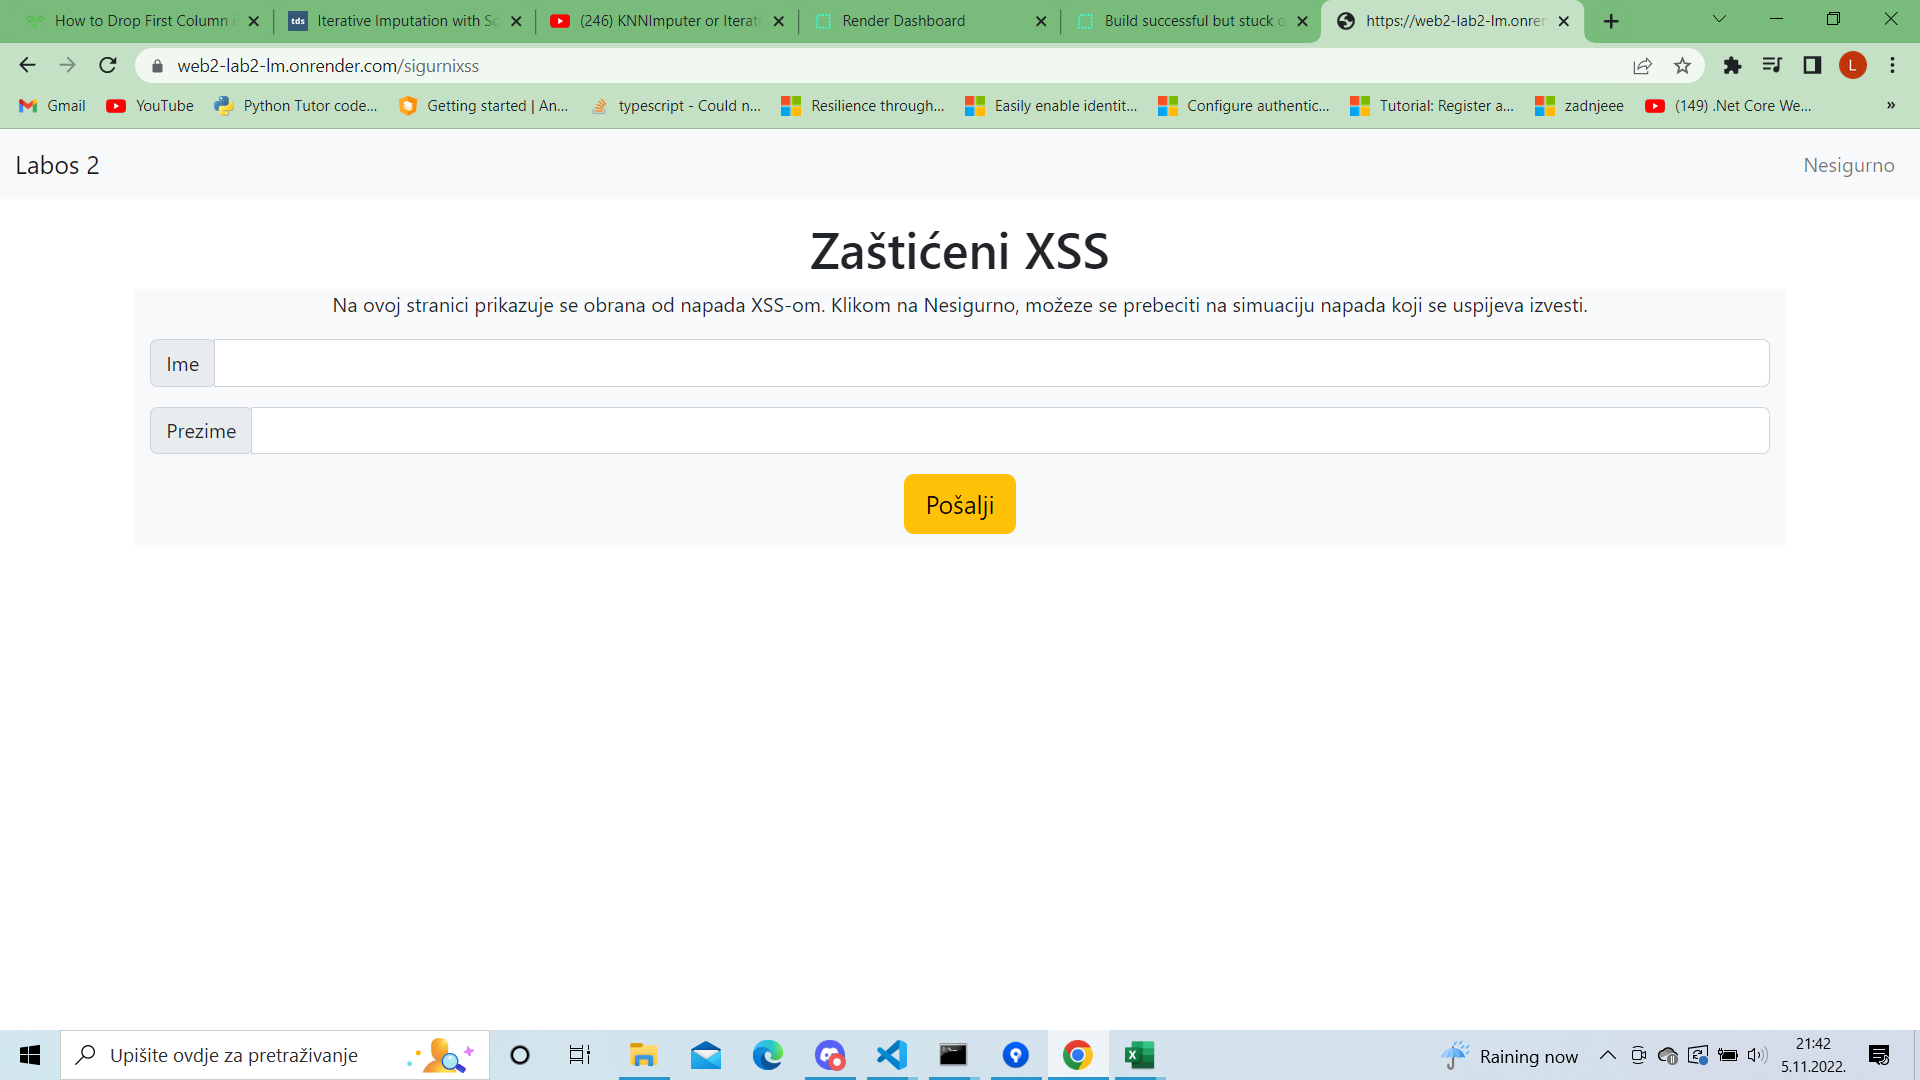 How to Drop First Column i
tds Iterative Imputation with Sc
(246) KNNImputer or Iterati
Render Dashboard
Build successful but stuck o
https://web2-lab2-lm.onren
web2-lab2-lm.onrender.com/sigurnixss
L
Gmail
YouTube
Python Tutor code...
Getting started | An...
typescript - Could n...
Resilience through...
Easily enable identit...
Configure authentic...
Tutorial: Register a...
zadnjeee
(149) .Net Core We...
»
Labos 2
Nesigurno
Zaštićeni XSS
Na ovoj stranici prikazuje se obrana od napada XSS-om. Klikom na Nesigurno, možeze se prebeciti na simuaciju napada koji se uspijeva izvesti.
Ime
Prezime
Pošalji
Upišite ovdje za pretraživanje
Raining now
21:42
5.11.2022.